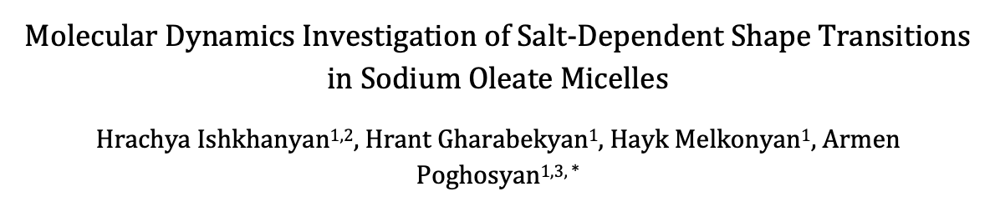 Molecular Dynamics Investigation of Salt-Dependent Shape Transitions
in Sodium Oleate Micelles
Hrachya Ishkhanyan1,2, Hrant Gharabekyan1, Hayk Melkonyan1, Armen
Poghosyan1,3, *